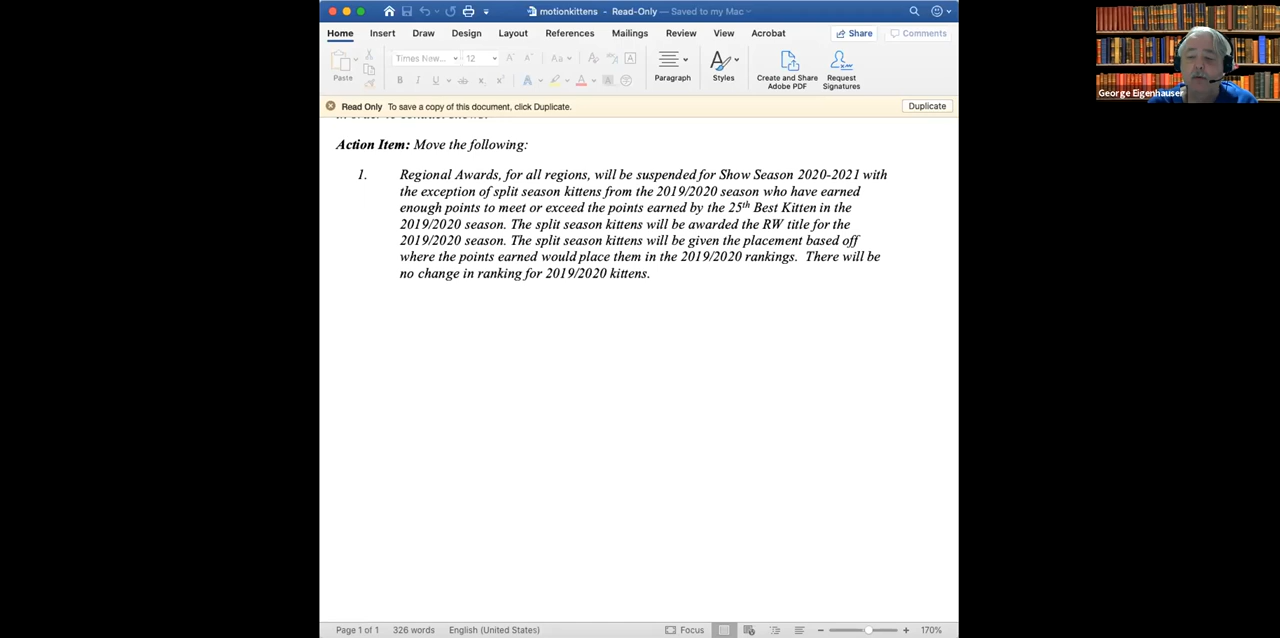 motionkittens - Read-Only — Saved to my Mac
Home Insert Draw Design Layout References Mailings Review View Acrobat Share Comments
Times New... 12 Aa
Paste B I U ab x x A A Paragraph Styles Create and Share Adobe PDF Request Signatures
Read Only To save a copy of this document, click Duplicate. Duplicate
Action Item: Move the following:
1. Regional Awards, for all regions, will be suspended for Show Season 2020-2021 with
the exception of split season kittens from the 2019/2020 season who have earned
enough points to meet or exceed the points earned by the 25th Best Kitten in the
2019/2020 season. The split season kittens will be awarded the RW title for the
2019/2020 season. The split season kittens will be given the placement based off
where the points earned would place them in the 2019/2020 rankings. There will be
no change in ranking for 2019/2020 kittens.
Page 1 of 1 326 words English (United States) Focus 170%
George Eigenhauser